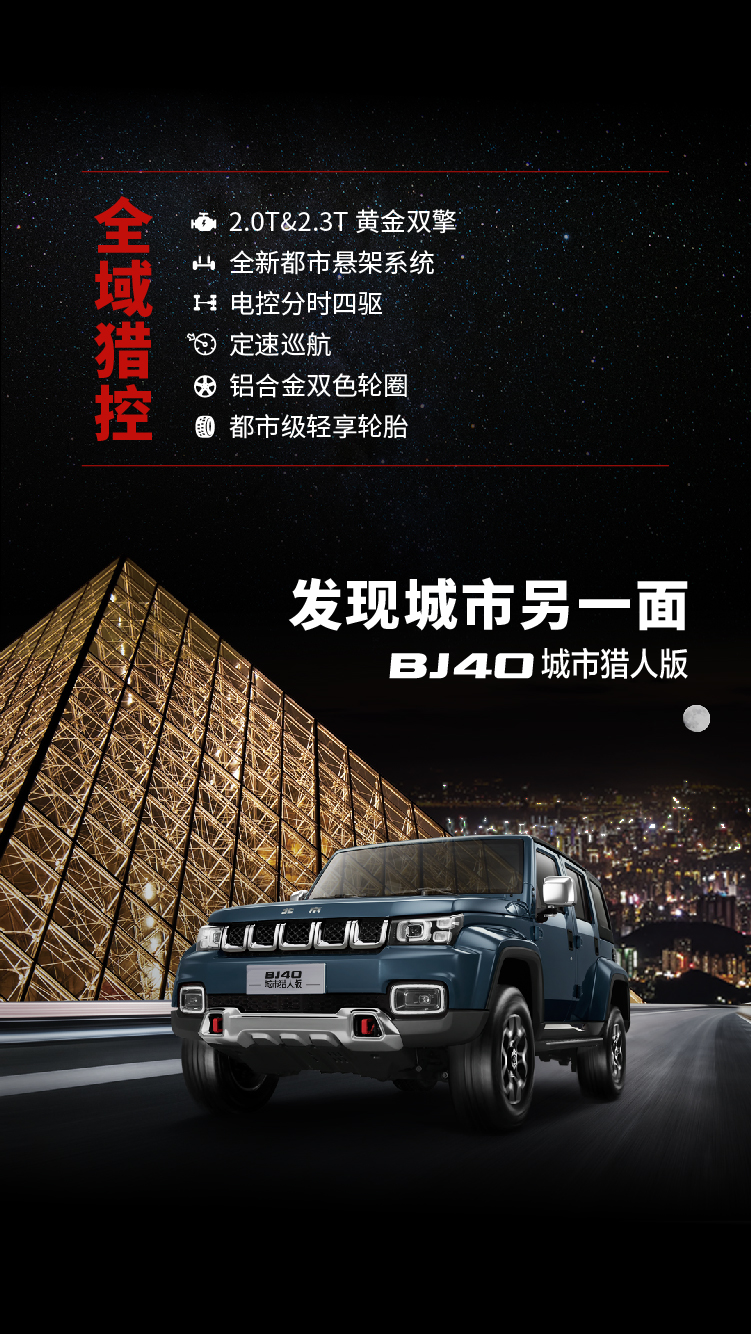 全域猎控
2.0T&2.3T 黄金双擎
全新都市悬架系统
电控分时四驱
定速巡航
铝合金双色轮圈
都市级轻享轮胎
发现城市另一面
BJ40 城市猎人版
BJ40
城市猎人版